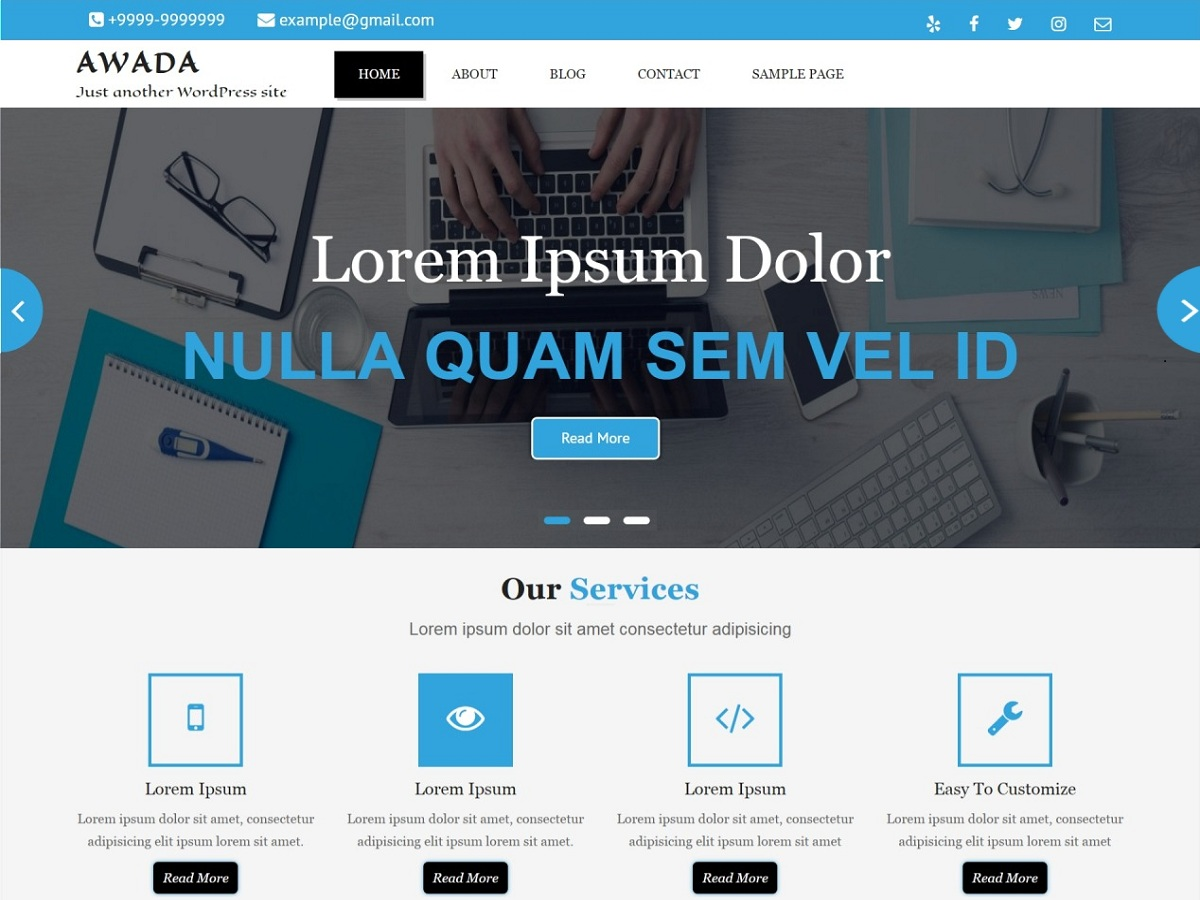 +9999-9999999 example@gmail.com
AWADA
Just another WordPress site
HOME ABOUT BLOG CONTACT SAMPLE PAGE
Lorem Ipsum Dolor
NULLA QUAM SEM VEL ID
Read More
Our Services
Lorem ipsum dolor sit amet consectetur adipisicing
Lorem Ipsum
Lorem ipsum dolor sit amet, consectetur
adipisicing elit ipsum lorem sit amet.
Read More
Lorem Ipsum
Lorem ipsum dolor sit amet, consectetur
adipisicing elit ipsum lorem sit amet.
Read More
Lorem Ipsum
Lorem ipsum dolor sit amet, consectetur
adipisicing elit ipsum lorem sit amet
Read More
Easy To Customize
Lorem ipsum dolor sit amet, consectetur
adipisicing elit ipsum lorem sit amet
Read More